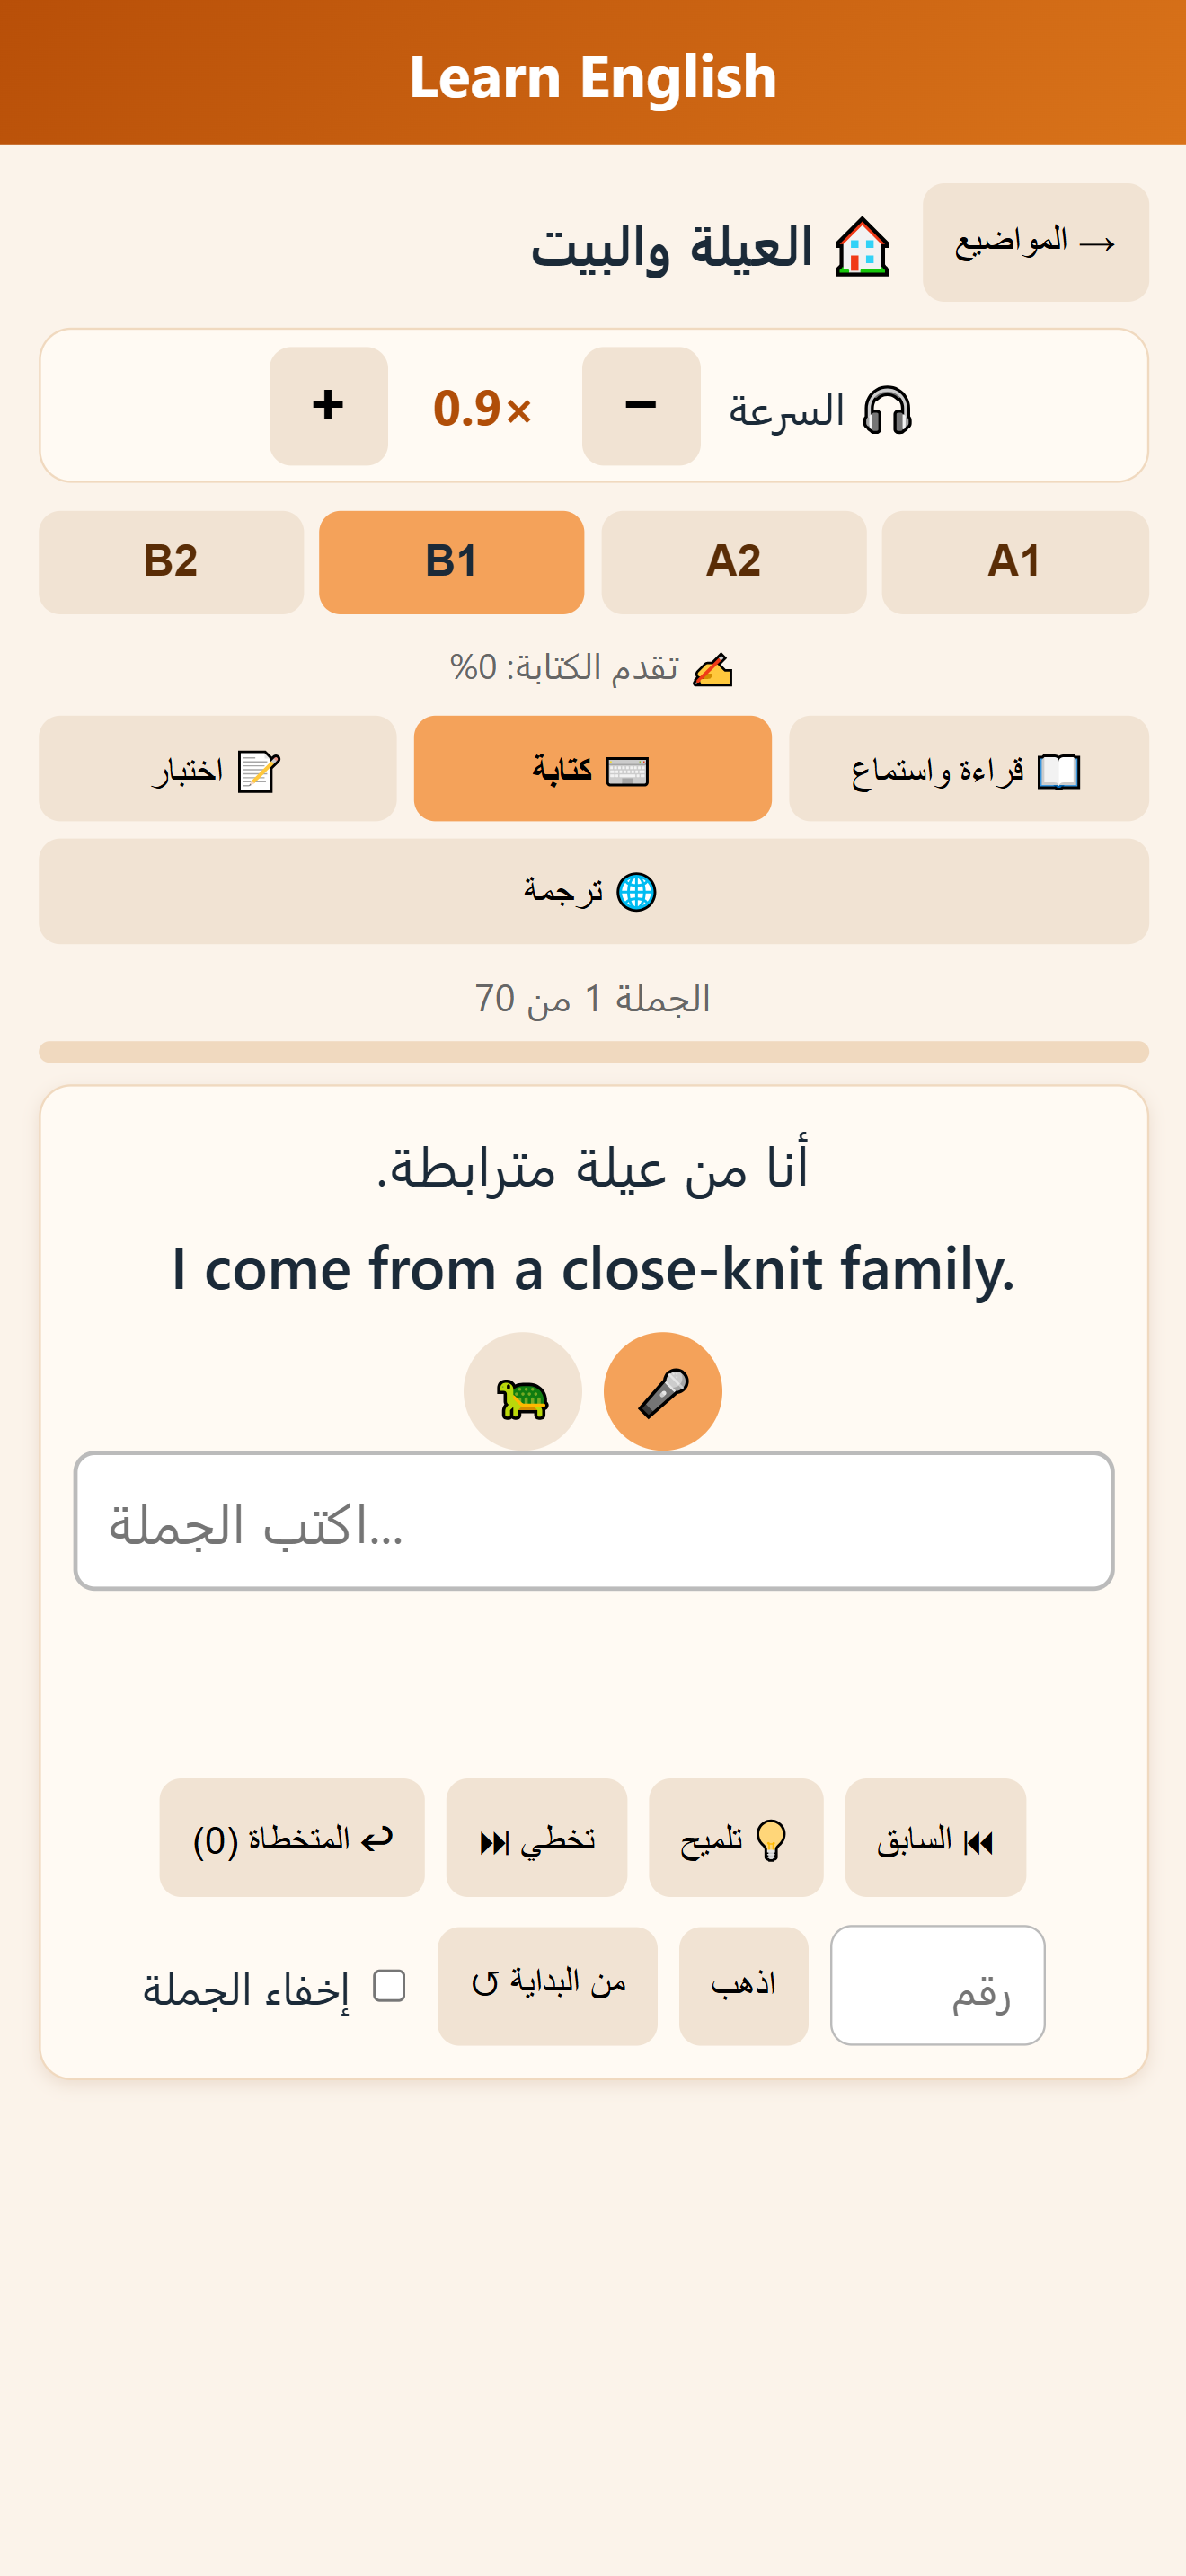 Learn English
→ المواضيع
🏠 العيلة والبيت
🎧 السرعة − 0.9× +
A1 A2 B1 B2
✍️ تقدم الكتابة: 0%
📖 قراءة واستماع ⌨️ كتابة 📝 اختبار
🌐 ترجمة
الجملة 1 من 70
أنا من عيلة مترابطة.
I come from a close-knit family.
اكتب الجملة...
⏮ السابق 💡 تلميح تخطي ⏭ ↩ المتخطاة (0)
رقم اذهب من البداية ↺ إخفاء الجملة